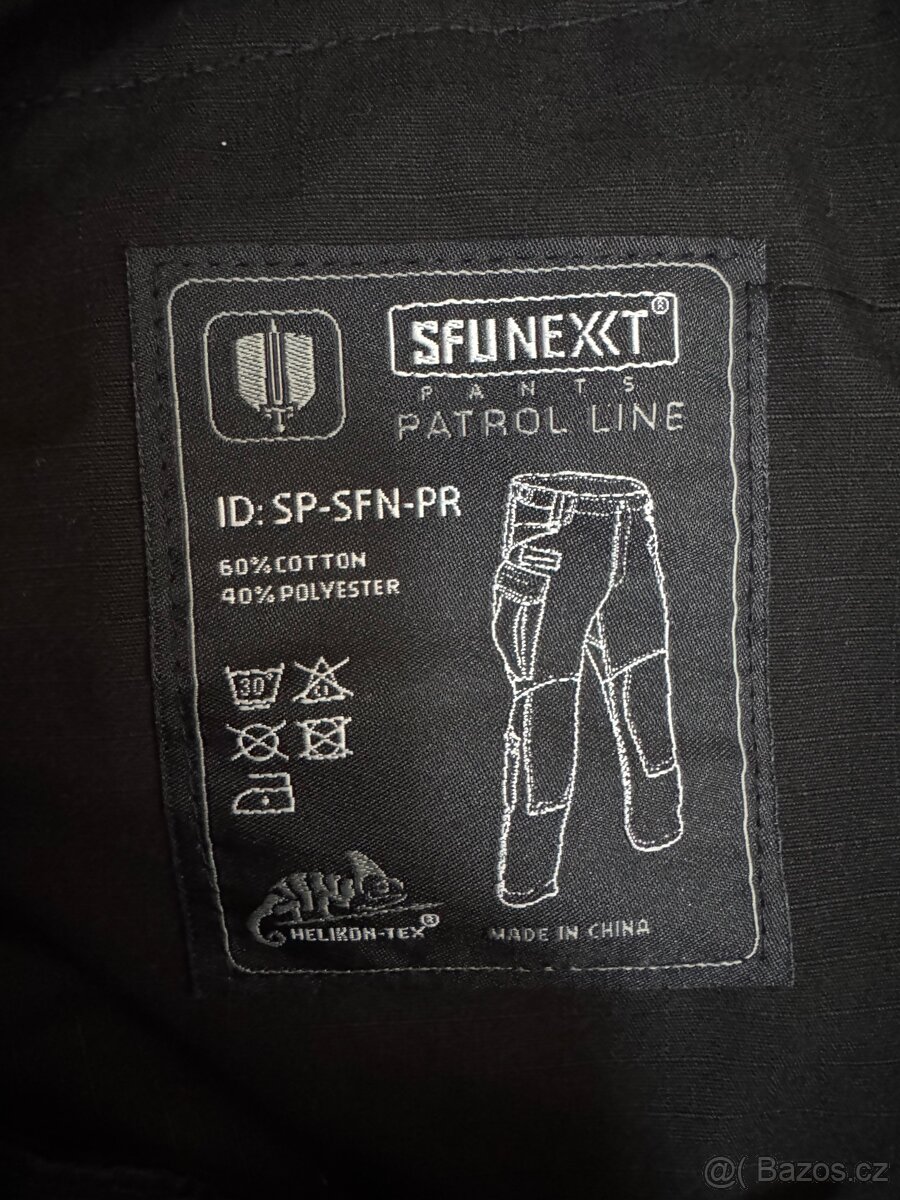 SFU NEXT®
PANTS
PATROL LINE
ID: SP-SFN-PR
60% COTTON
40% POLYESTER
30°
cl
HELIKON-TEX®
MADE IN CHINA
@( Bazos.cz